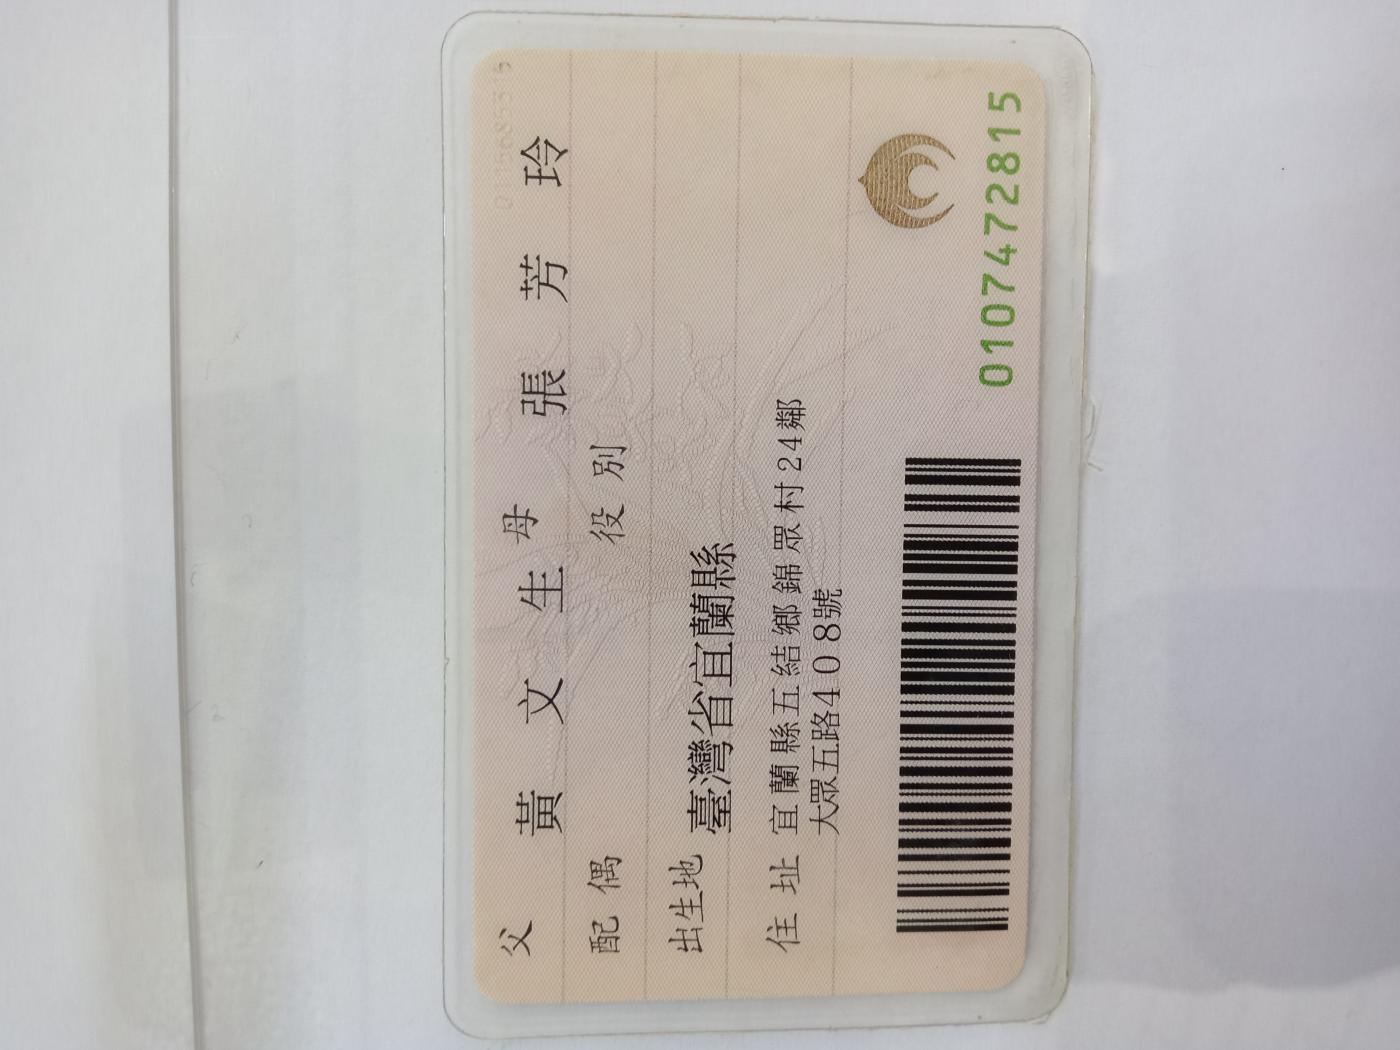 父 黃文生 母 張芳玲
配偶 役別
出生地 臺灣省宜蘭縣
住址 宜蘭縣五結鄉錦眾村24鄰
大眾五路408號
0107472815